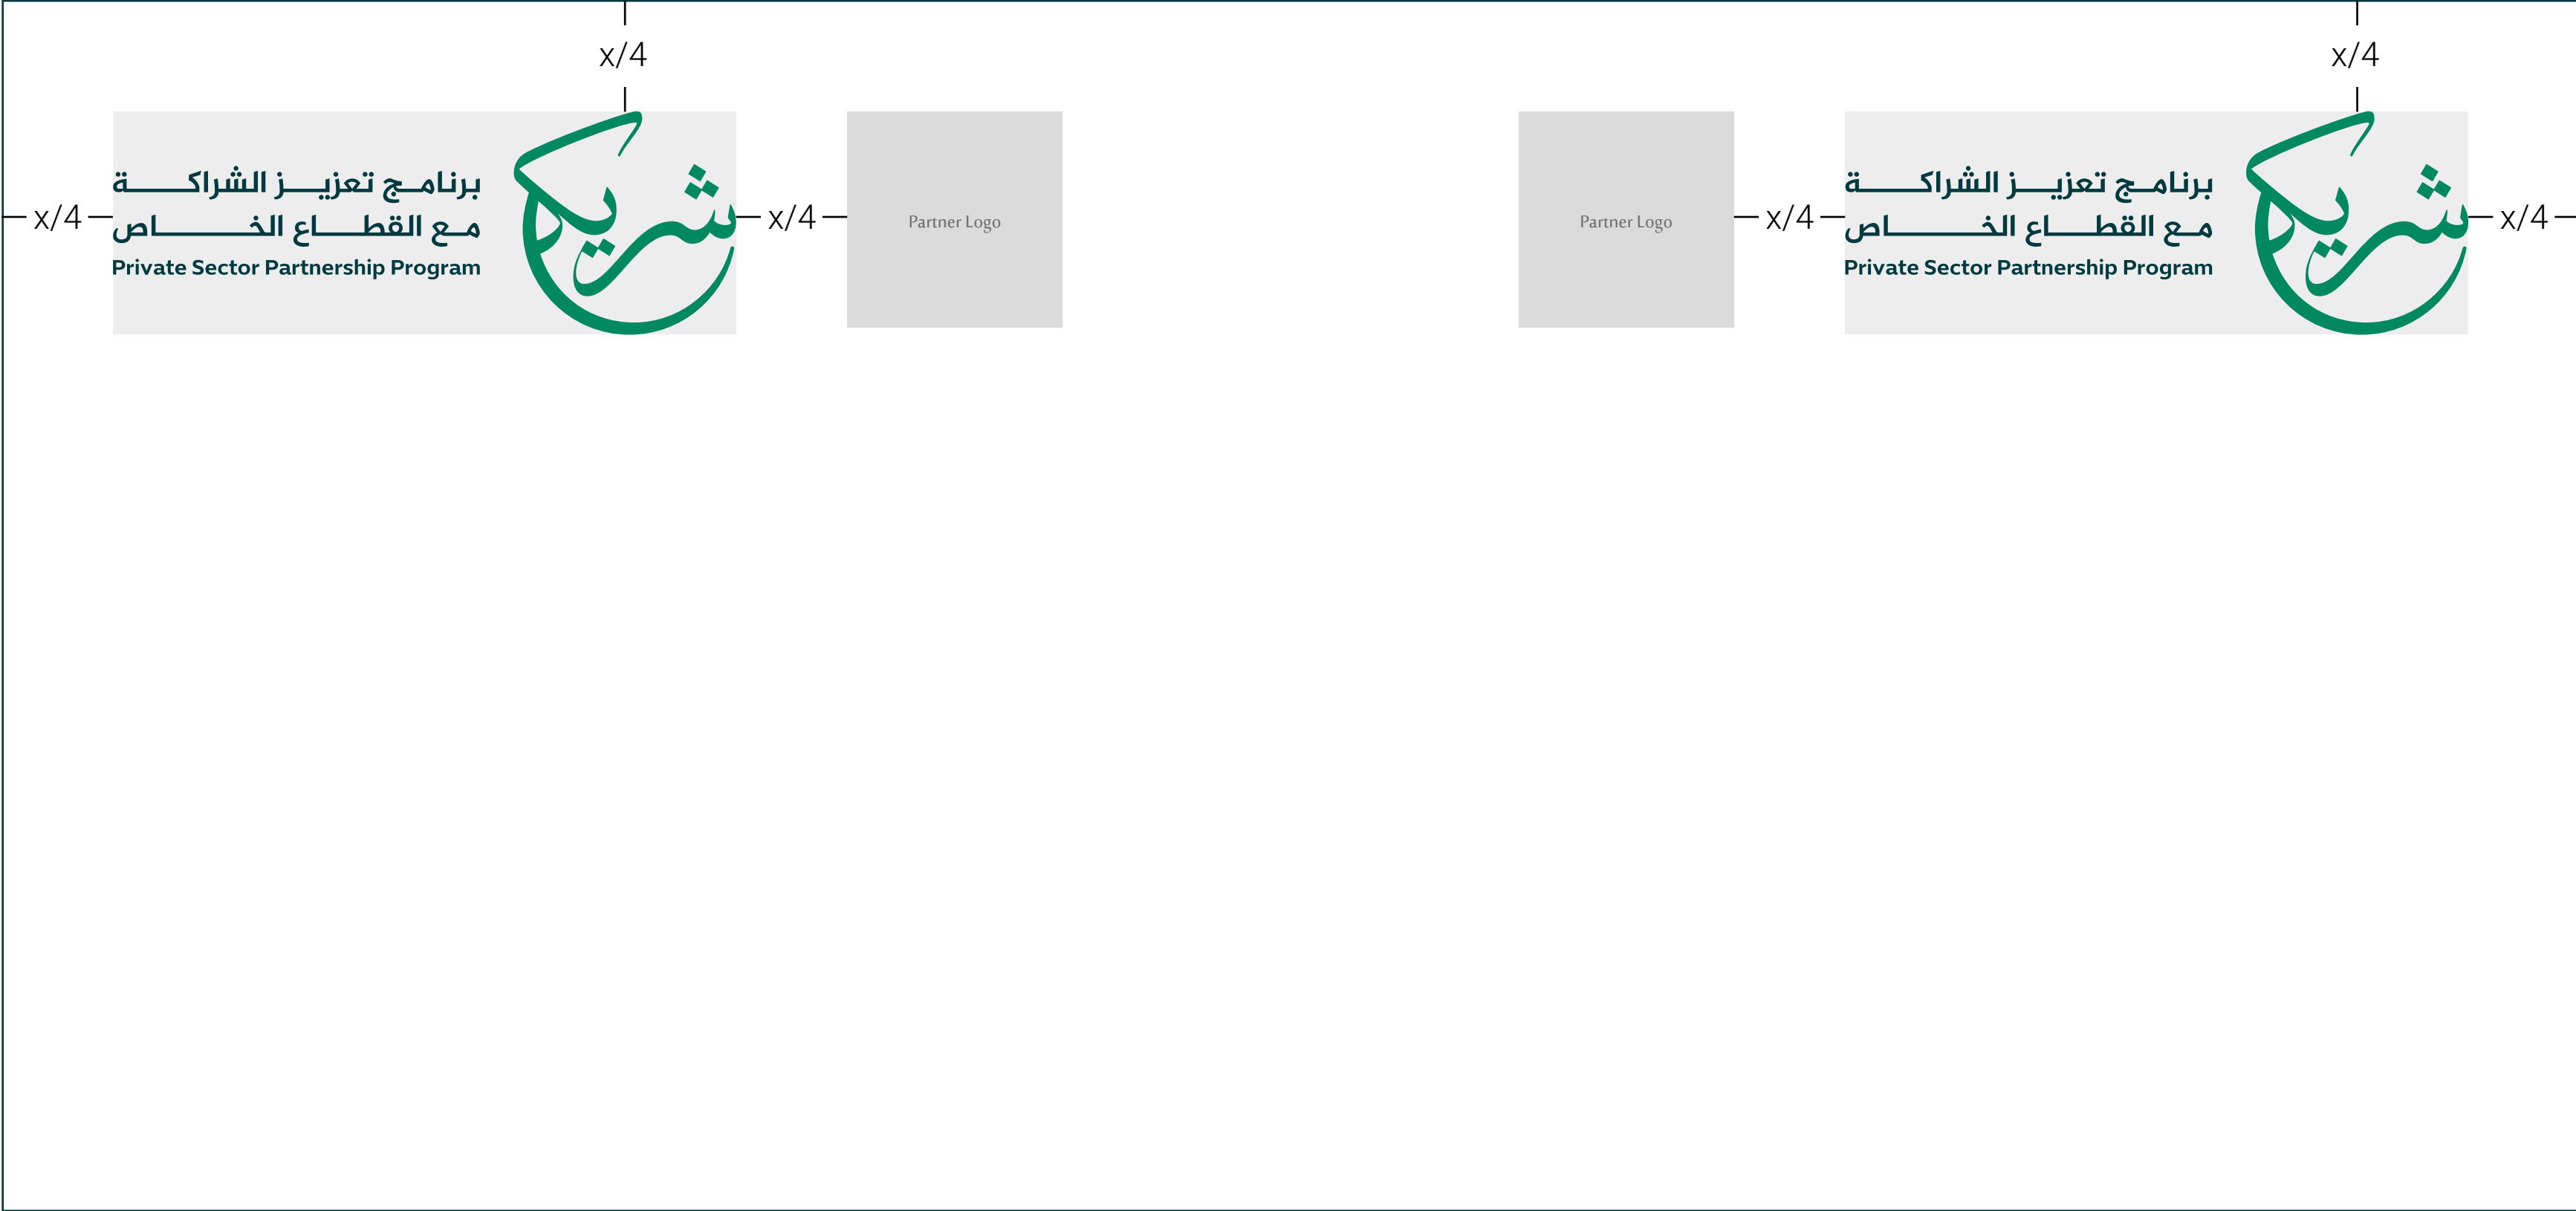 x/4
x/4
برنامج تعزيز الشراكة
مع القطاع الخاص
Private Sector Partnership Program
شريك
x/4
x/4
Partner Logo
Partner Logo
x/4
برنامج تعزيز الشراكة
مع القطاع الخاص
Private Sector Partnership Program
شريك
x/4